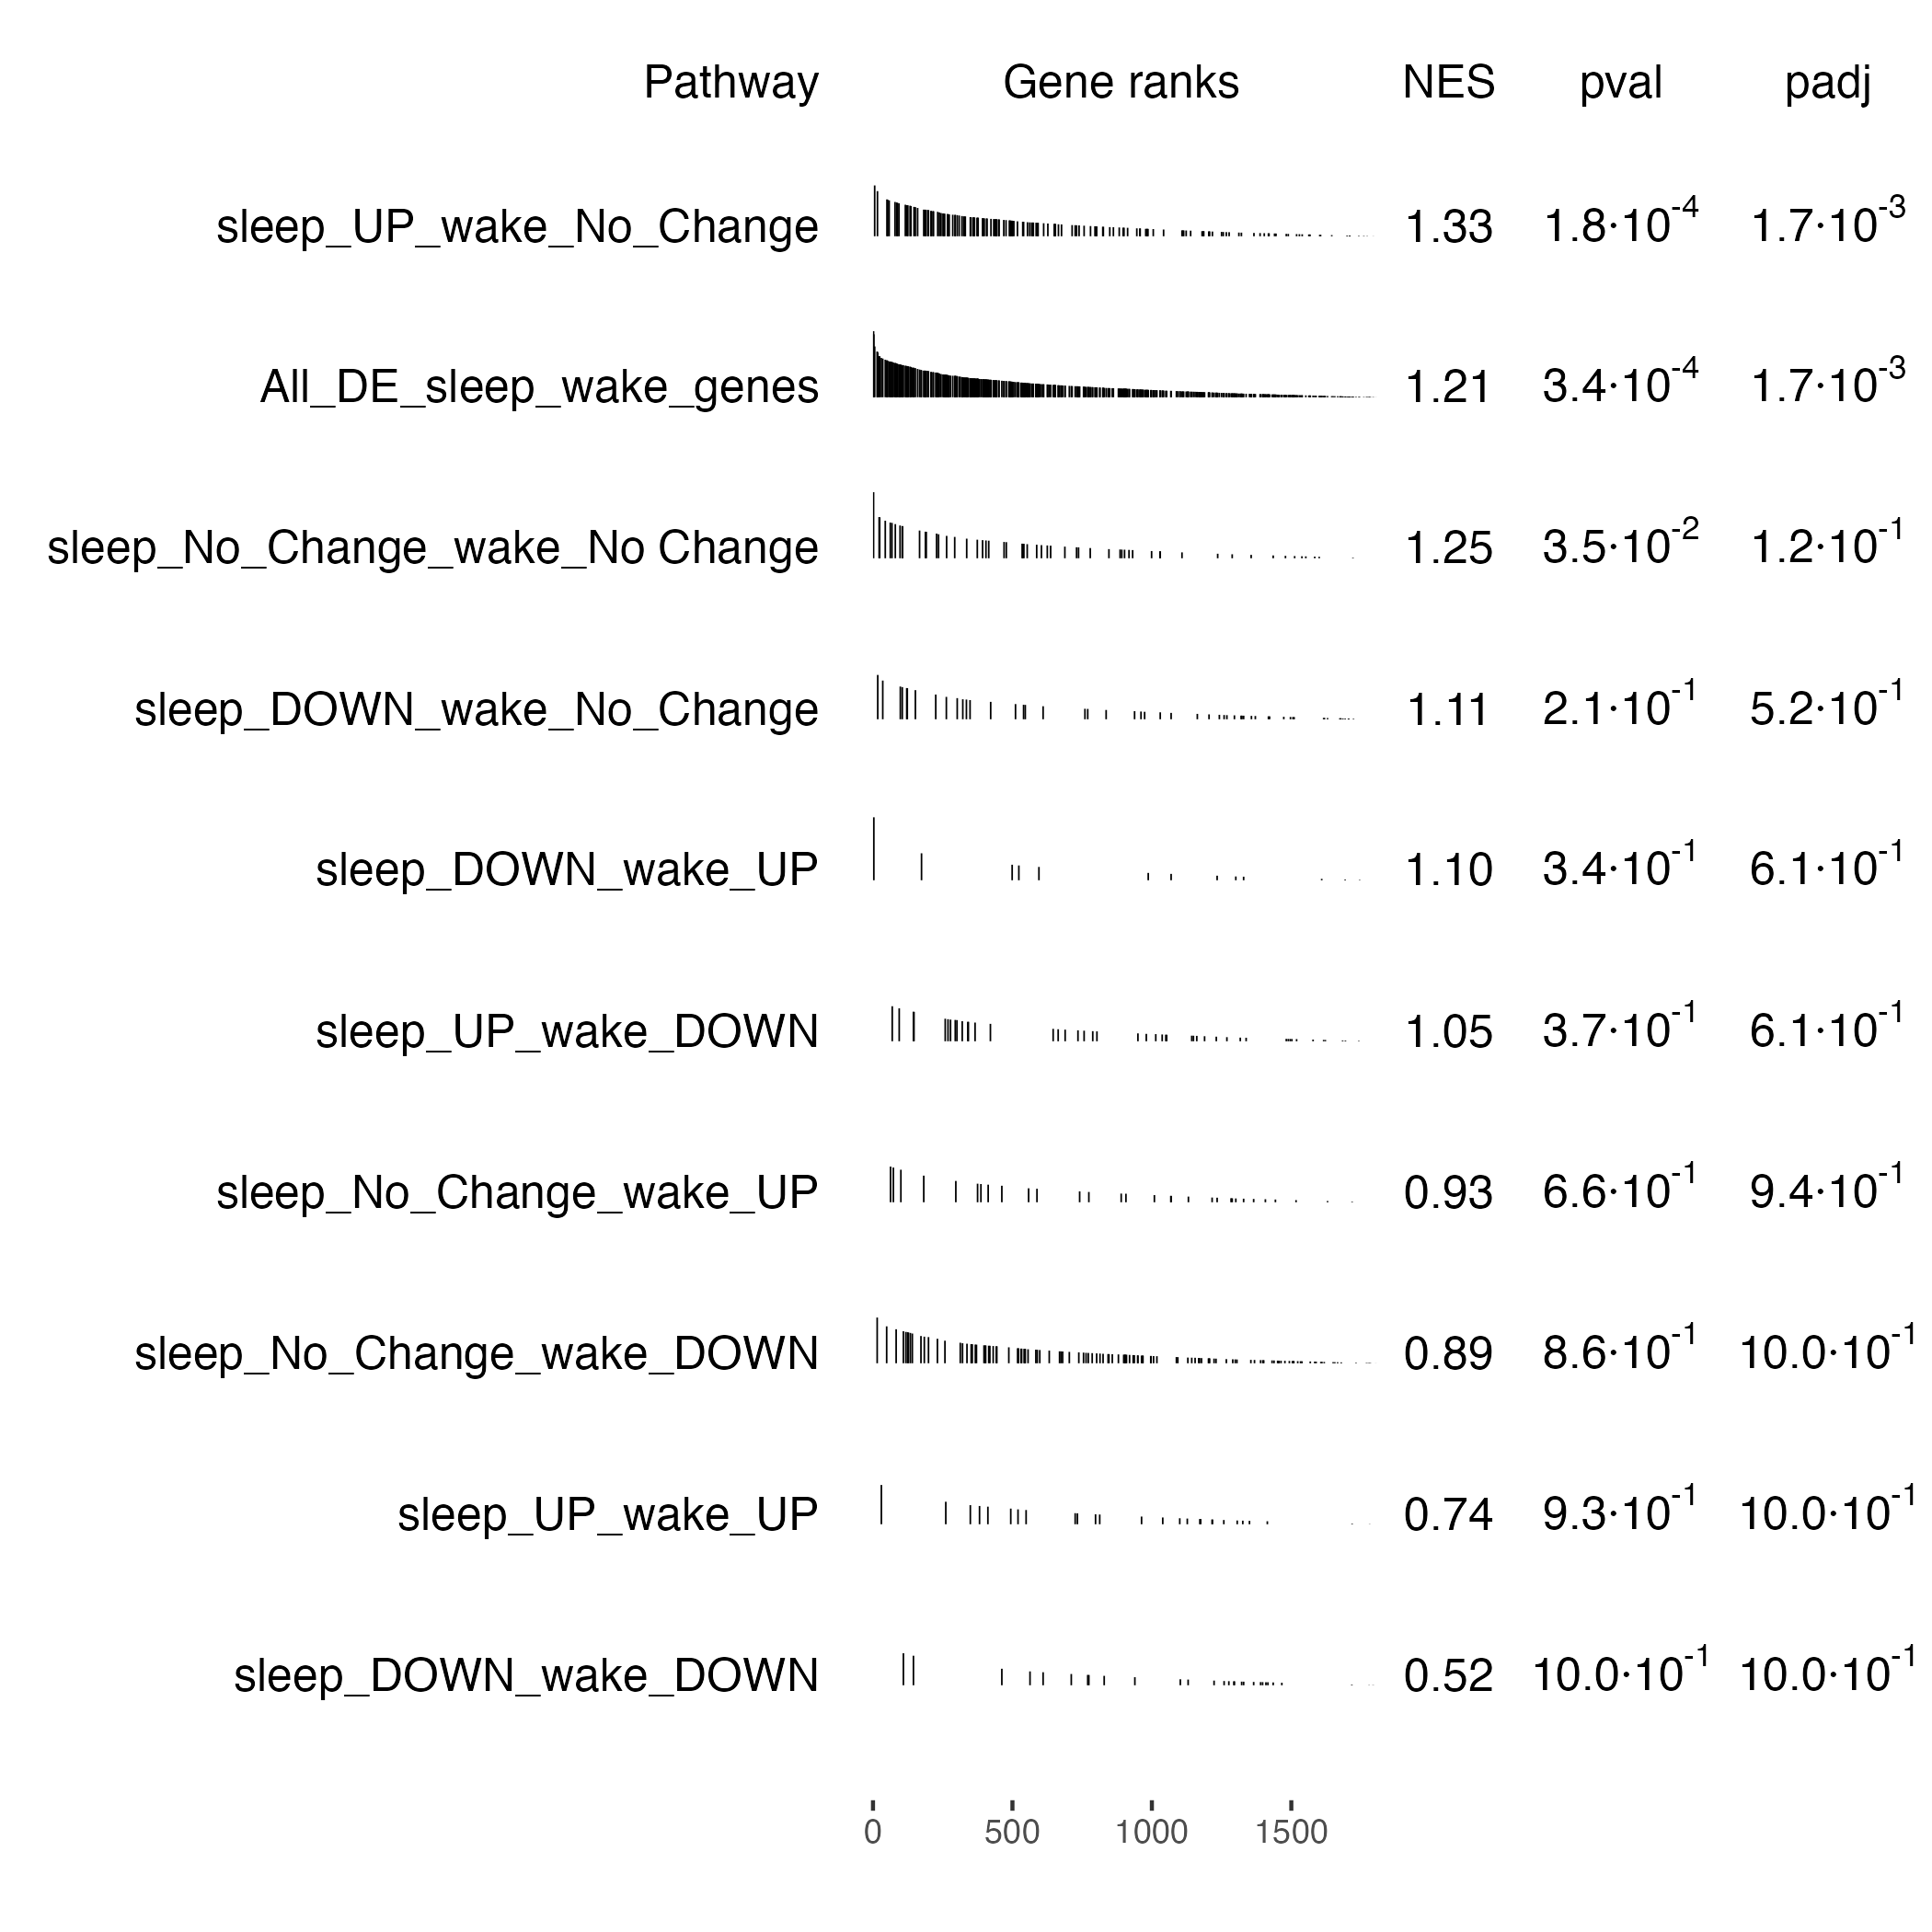 Pathway Gene ranks NES pval padj
sleep_UP_wake_No_Change 1.33 1.8·10⁻⁴ 1.7·10⁻³
All_DE_sleep_wake_genes 1.21 3.4·10⁻⁴ 1.7·10⁻³
sleep_No_Change_wake_No Change 1.25 3.5·10⁻² 1.2·10⁻¹
sleep_DOWN_wake_No_Change 1.11 2.1·10⁻¹ 5.2·10⁻¹
sleep_DOWN_wake_UP 1.10 3.4·10⁻¹ 6.1·10⁻¹
sleep_UP_wake_DOWN 1.05 3.7·10⁻¹ 6.1·10⁻¹
sleep_No_Change_wake_UP 0.93 6.6·10⁻¹ 9.4·10⁻¹
sleep_No_Change_wake_DOWN 0.89 8.6·10⁻¹ 10.0·10⁻¹
sleep_UP_wake_UP 0.74 9.3·10⁻¹ 10.0·10⁻¹
sleep_DOWN_wake_DOWN 0.52 10.0·10⁻¹ 10.0·10⁻¹
0 500 1000 1500